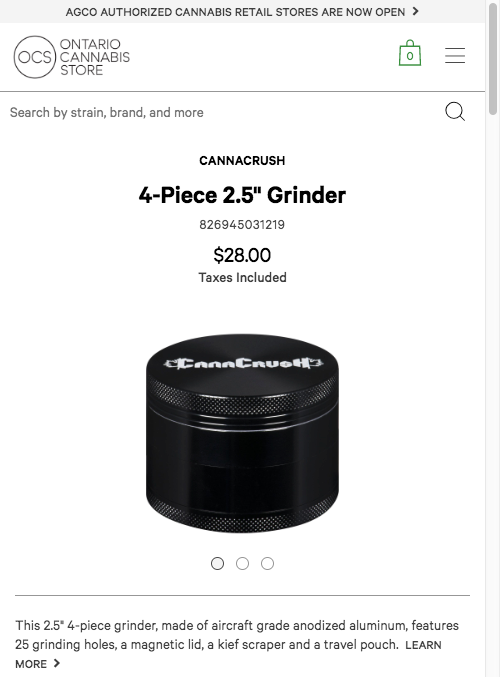 AGCO AUTHORIZED CANNABIS RETAIL STORES ARE NOW OPEN
OCS
ONTARIO
CANNABIS
STORE
0
Search by strain, brand, and more
CANNACRUSH
4-Piece 2.5" Grinder
826945031219
$28.00
Taxes Included
CannaCrusH
This 2.5" 4-piece grinder, made of aircraft grade anodized aluminum, features
25 grinding holes, a magnetic lid, a kief scraper and a travel pouch. LEARN
MORE